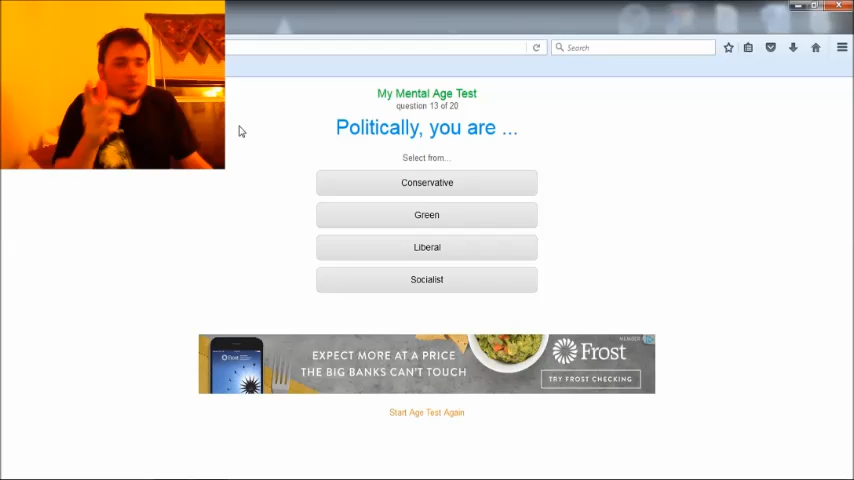 Search
My Mental Age Test
question 13 of 20
Politically, you are ...
Select from...
Conservative
Green
Liberal
Socialist
EXPECT MORE AT A PRICE
THE BIG BANKS CAN'T TOUCH
Frost
Frost
TRY FROST CHECKING
Start Age Test Again